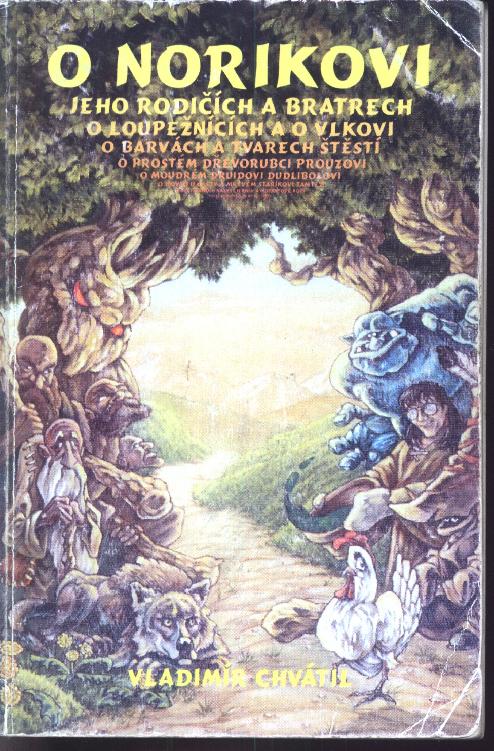 O NORIKOVI
JEHO RODIČÍCH A BRATRECH
O LOUPEŽNÍCÍCH A O VLKOVI
O BARVÁCH A TVARECH ŠTĚSTÍ
O PROSTÉM DŘEVORUBCI PROUZOVI
O MOUDRÉM DRUIDOVI DUDLIBOLOVI
VLADIMÍR CHVÁTIL